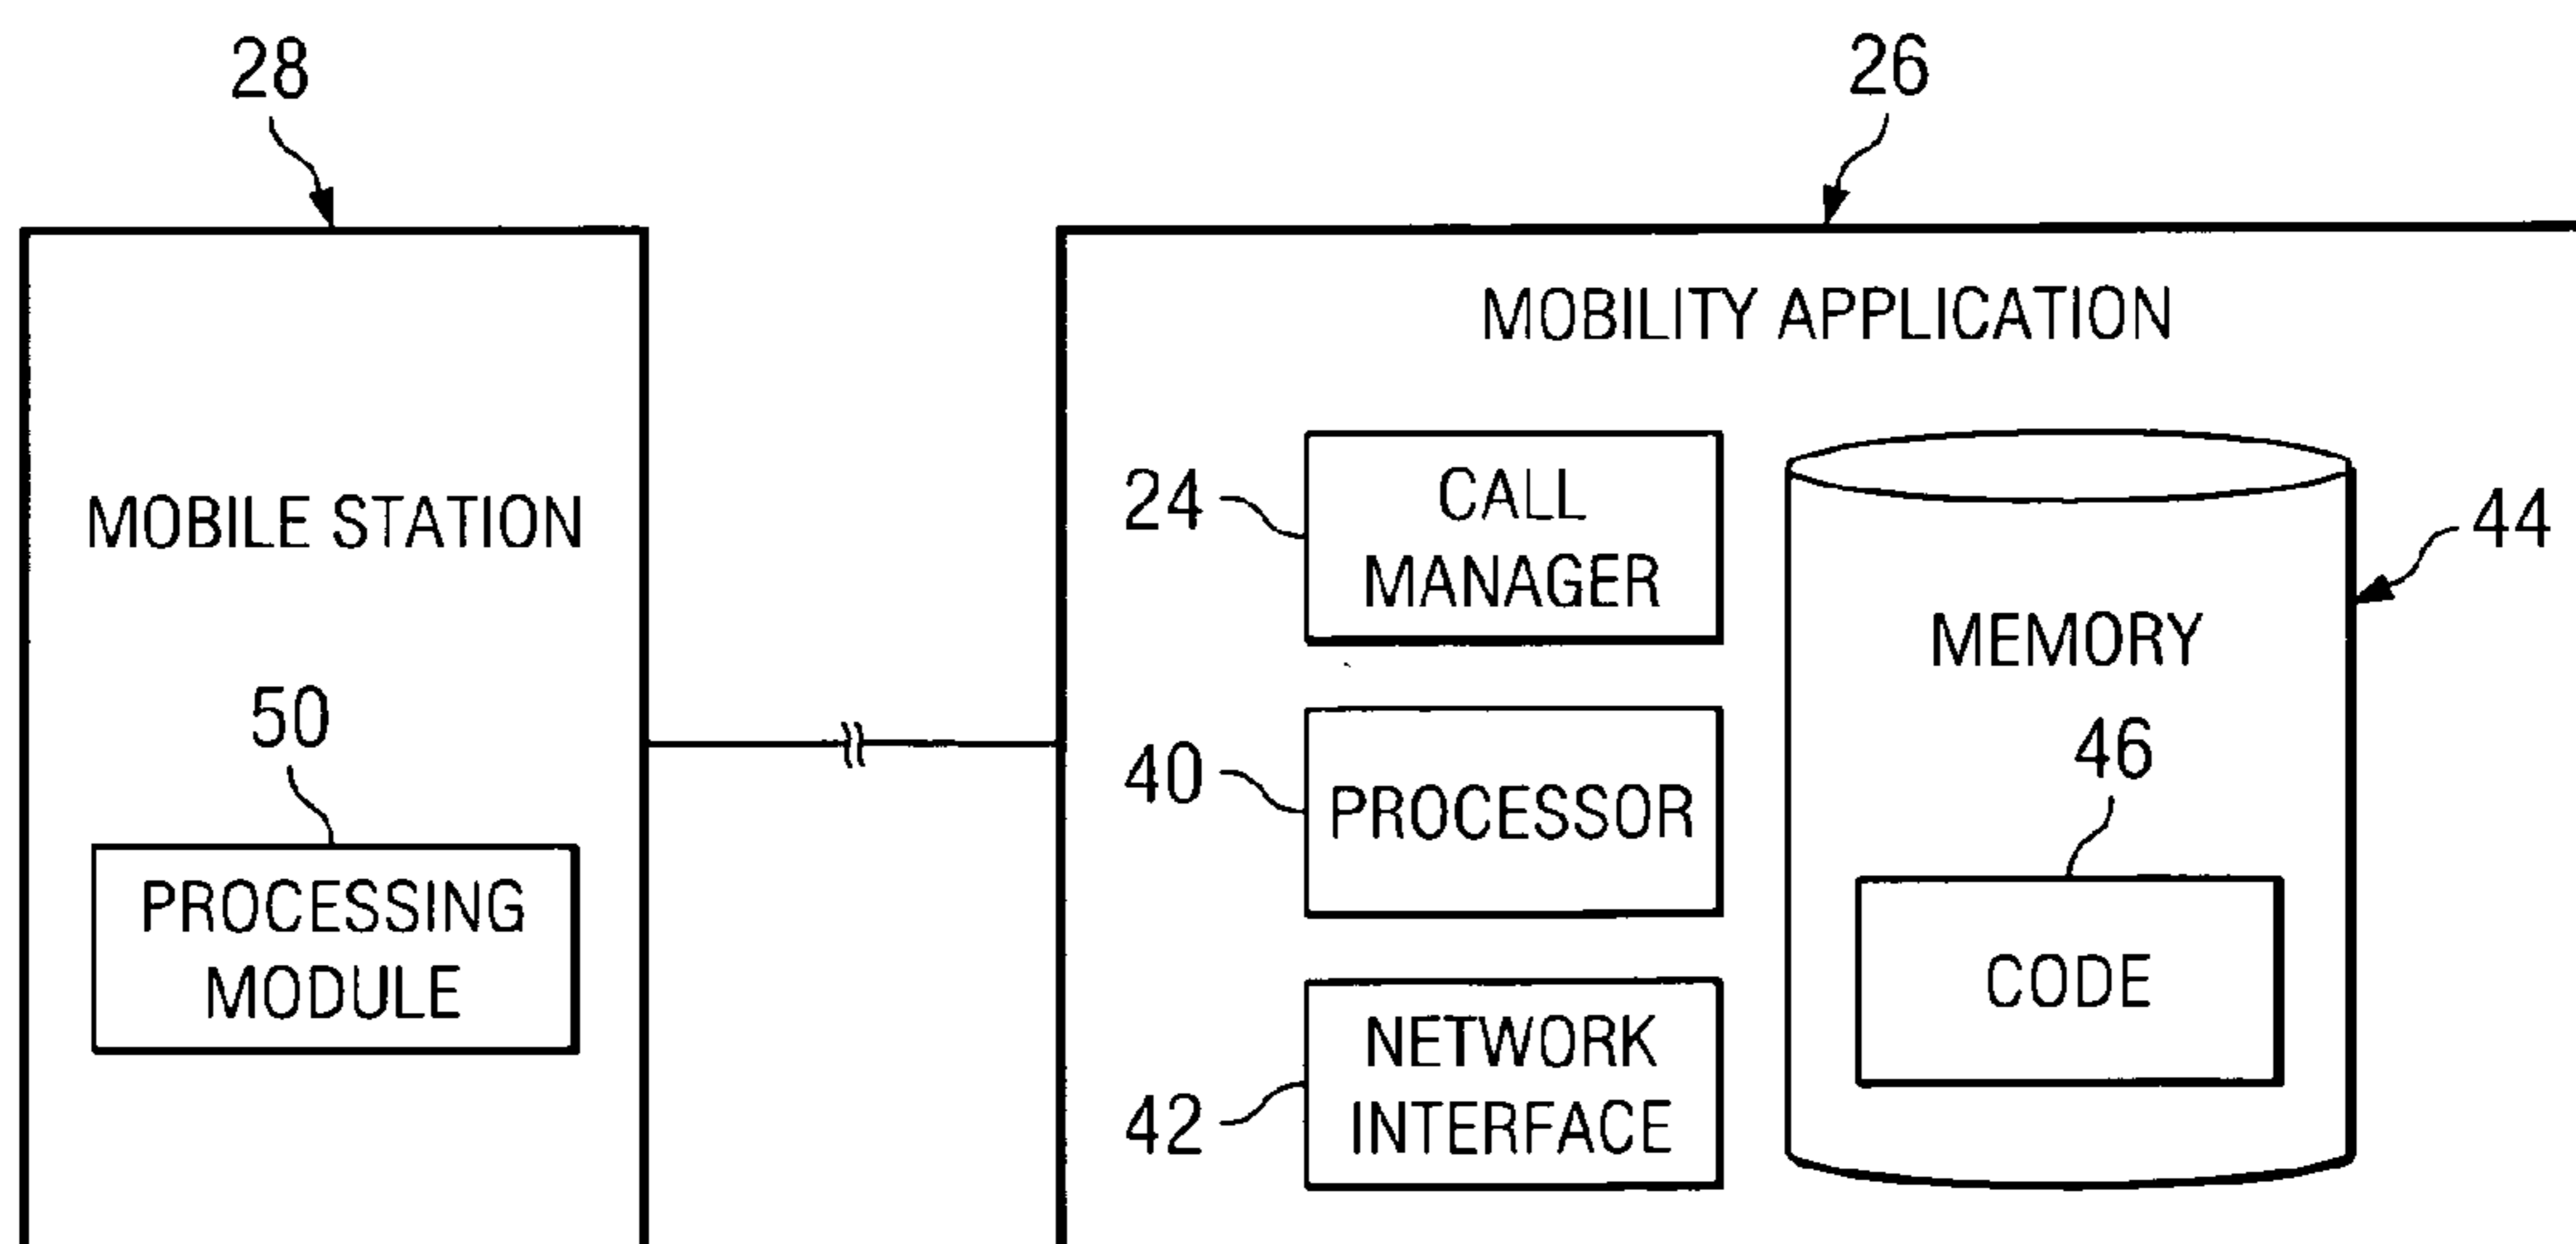 28
26
MOBILITY APPLICATION
MOBILE STATION
50
PROCESSING
MODULE
24
CALL
MANAGER
40
PROCESSOR
42
NETWORK
INTERFACE
44
MEMORY
46
CODE